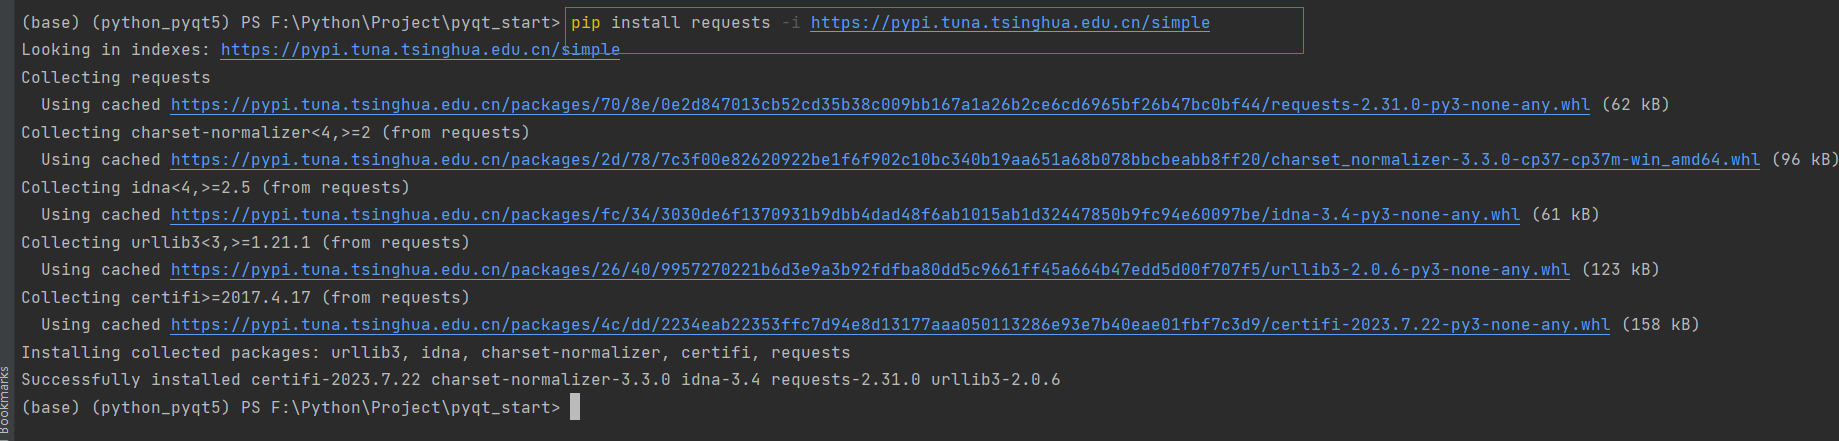 (base) (python_pyqt5) PS F:\Python\Project\pyqt_start> pip install requests -i https://pypi.tuna.tsinghua.edu.cn/simple
Looking in indexes: https://pypi.tuna.tsinghua.edu.cn/simple
Collecting requests
  Using cached https://pypi.tuna.tsinghua.edu.cn/packages/70/8e/0e2d847013cb52cd35b38c009bb167a1a26b2ce6cd6965bf26b47bc0bf44/requests-2.31.0-py3-none-any.whl (62 kB)
Collecting charset-normalizer<4,>=2 (from requests)
  Using cached https://pypi.tuna.tsinghua.edu.cn/packages/2d/78/7c3f00e82620922be1f6f902c10bc340b19aa651a68b078bbcbeabb8ff20/charset_normalizer-3.3.0-cp37-cp37m-win_amd64.whl (96 kB)
Collecting idna<4,>=2.5 (from requests)
  Using cached https://pypi.tuna.tsinghua.edu.cn/packages/fc/34/3030de6f1370931b9dbb4dad48f6ab1015ab1d32447850b9fc94e60097be/idna-3.4-py3-none-any.whl (61 kB)
Collecting urllib3<3,>=1.21.1 (from requests)
  Using cached https://pypi.tuna.tsinghua.edu.cn/packages/26/40/9957270221b6d3e9a3b92fdfba80dd5c9661ff45a664b47edd5d00f707f5/urllib3-2.0.6-py3-none-any.whl (123 kB)
Collecting certifi>=2017.4.17 (from requests)
  Using cached https://pypi.tuna.tsinghua.edu.cn/packages/4c/dd/2234eab22353ffc7d94e8d13177aaa050113286e93e7b40eae01fbf7c3d9/certifi-2023.7.22-py3-none-any.whl (158 kB)
Installing collected packages: urllib3, idna, charset-normalizer, certifi, requests
Successfully installed certifi-2023.7.22 charset-normalizer-3.3.0 idna-3.4 requests-2.31.0 urllib3-2.0.6
(base) (python_pyqt5) PS F:\Python\Project\pyqt_start>
Bookmarks